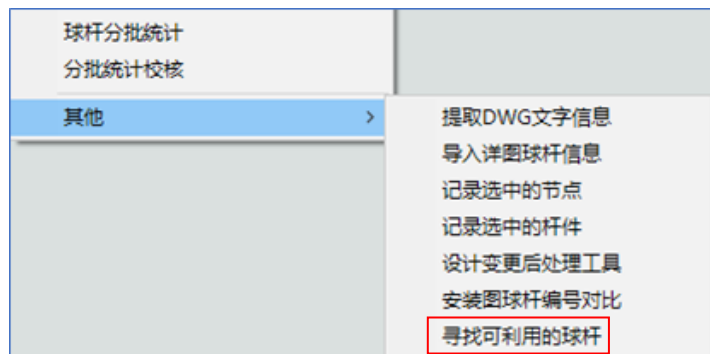 球杆分批统计
分批统计校核
其他
提取DWG文字信息
导入详图球杆信息
记录选中的节点
记录选中的杆件
设计变更后处理工具
安装图球杆编号对比
寻找可利用的球杆